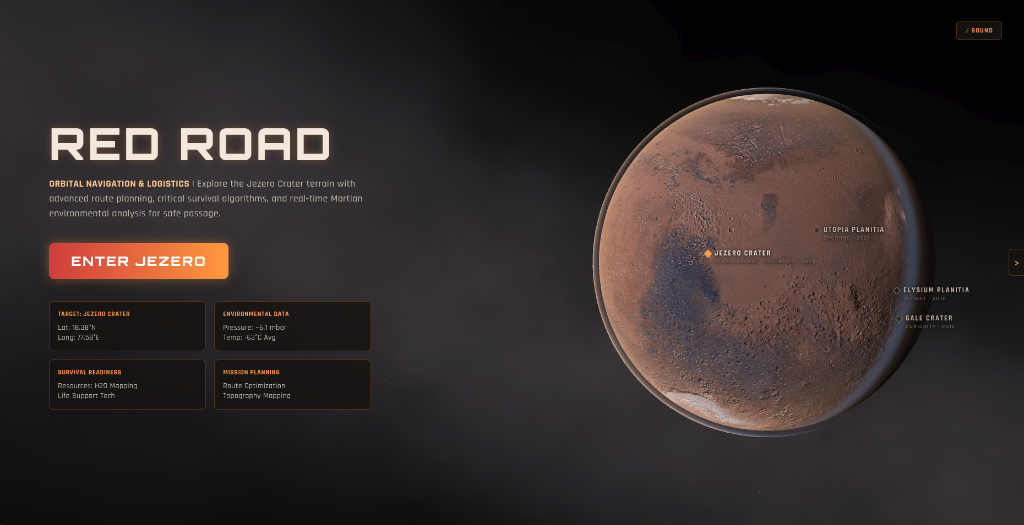 ♪ SOUND
RED ROAD
ORBITAL NAVIGATION & LOGISTICS | Explore the Jezero Crater terrain with
advanced route planning, critical survival algorithms, and real-time Martian
environmental analysis for safe passage.
ENTER JEZERO
TARGET: JEZERO CRATER
Lat: 18.38°N
Long: 77.58°E
ENVIRONMENTAL DATA
Pressure: ~6.1 mbar
Temp: -63°C Avg
SURVIVAL READINESS
Resources: H2O Mapping
Life Support Tech
MISSION PLANNING
Route Optimization
Topography Mapping
UTOPIA PLANITIA
JEZERO CRATER
ELYSIUM PLANITIA
GALE CRATER
>